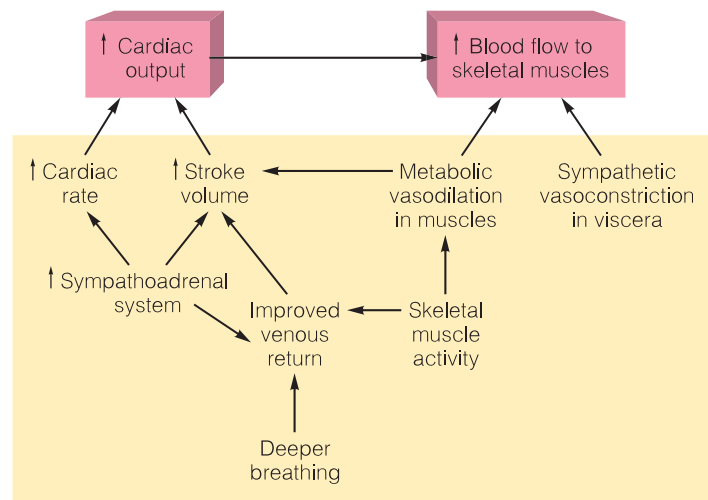 ↑ Cardiac
output
↑ Blood flow to
skeletal muscles
↑ Cardiac
rate
↑ Stroke
volume
Metabolic
vasodilation
in muscles
Sympathetic
vasoconstriction
in viscera
↑ Sympathoadrenal
system
Improved
venous
return
Skeletal
muscle
activity
Deeper
breathing